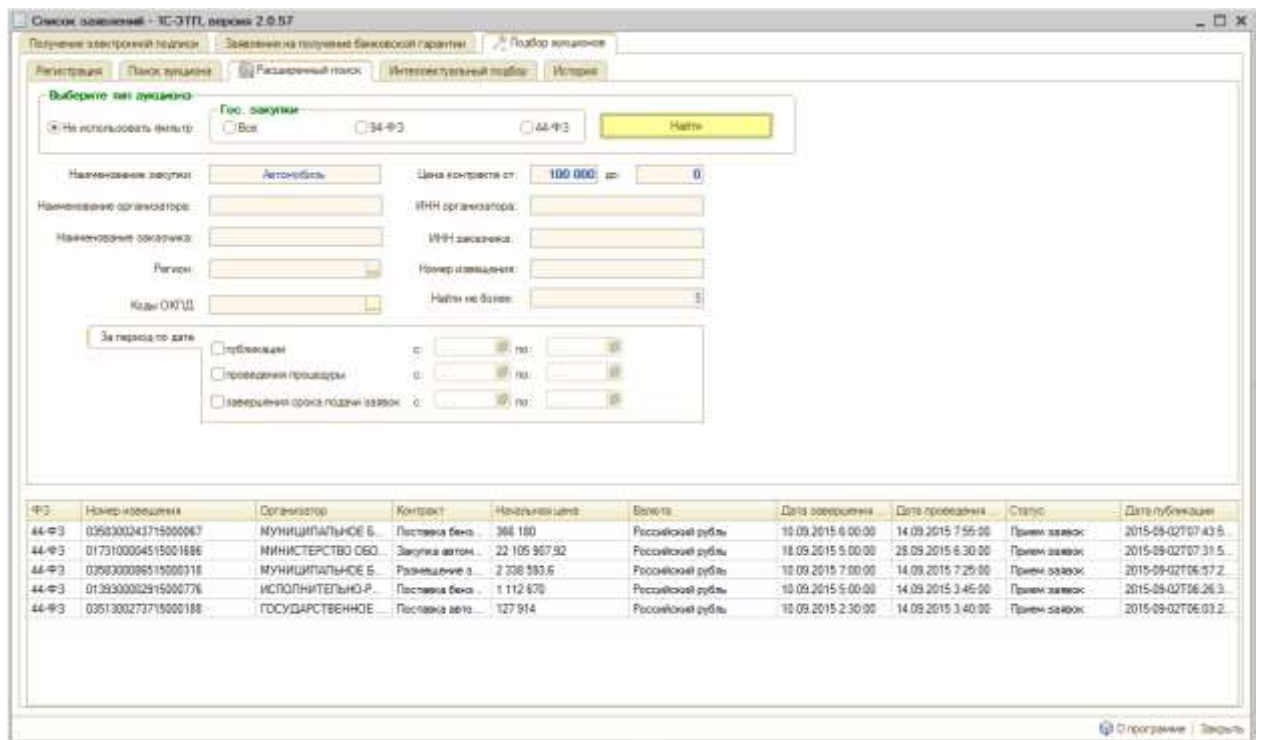 Список заявлений - 1С-ЭТП, версия 2.0.57
Получение электронной подписи Заявления на получение банковской гарантии Подбор аукционов
Регистрация Поиск аукциона Расширенный поиск Интеллектуальный подбор История
Выберите тип аукциона
Гос. закупки
Не использовать фильтр Все 94-ФЗ 44-ФЗ Найти
Наименование закупки: Автомобиль Цена контракта от: 100 000 до: 0
Наименование организатора: ИНН организатора:
Наименование заказчика: ИНН заказчика:
Регион: ... Номер извещения:
Коды ОКПД: ... Найти не более: 5
За период по дате
публикации с: по:
проведения процедуры с: по:
завершения срока подачи заявок с: по:
ФЗ Номер извещения Организатор Контракт Начальная цена Валюта Дата завершения Дата проведения Статус Дата публикации
44-ФЗ 0358300243715000067 МУНИЦИПАЛЬНОЕ Б... Поставка бенз... 366 180 Российский рубль 10.09.2015 6:00:00 14.09.2015 7:55:00 Прием заявок 2015-09-02T07:43:5...
44-ФЗ 0173100004515001686 МИНИСТЕРСТВО ОБО... Закупка автом... 22 105 907,92 Российский рубль 18.09.2015 5:00:00 28.09.2015 6:30:00 Прием заявок 2015-09-02T07:31:5...
44-ФЗ 0358300086515000318 МУНИЦИПАЛЬНОЕ Б... Размещение з... 2 338 593,6 Российский рубль 10.09.2015 7:00:00 14.09.2015 7:25:00 Прием заявок 2015-09-02T06:57:2...
44-ФЗ 0139300002915000776 ИСПОЛНИТЕЛЬНО-Р... Поставка бенз... 1 112 670 Российский рубль 10.09.2015 5:00:00 14.09.2015 3:45:00 Прием заявок 2015-09-02T06:26:3...
44-ФЗ 0351300273715000188 ГОСУДАРСТВЕННОЕ ... Поставка авто... 127 914 Российский рубль 10.09.2015 2:30:00 14.09.2015 3:40:00 Прием заявок 2015-09-02T06:03:2...
О программе Закрыть